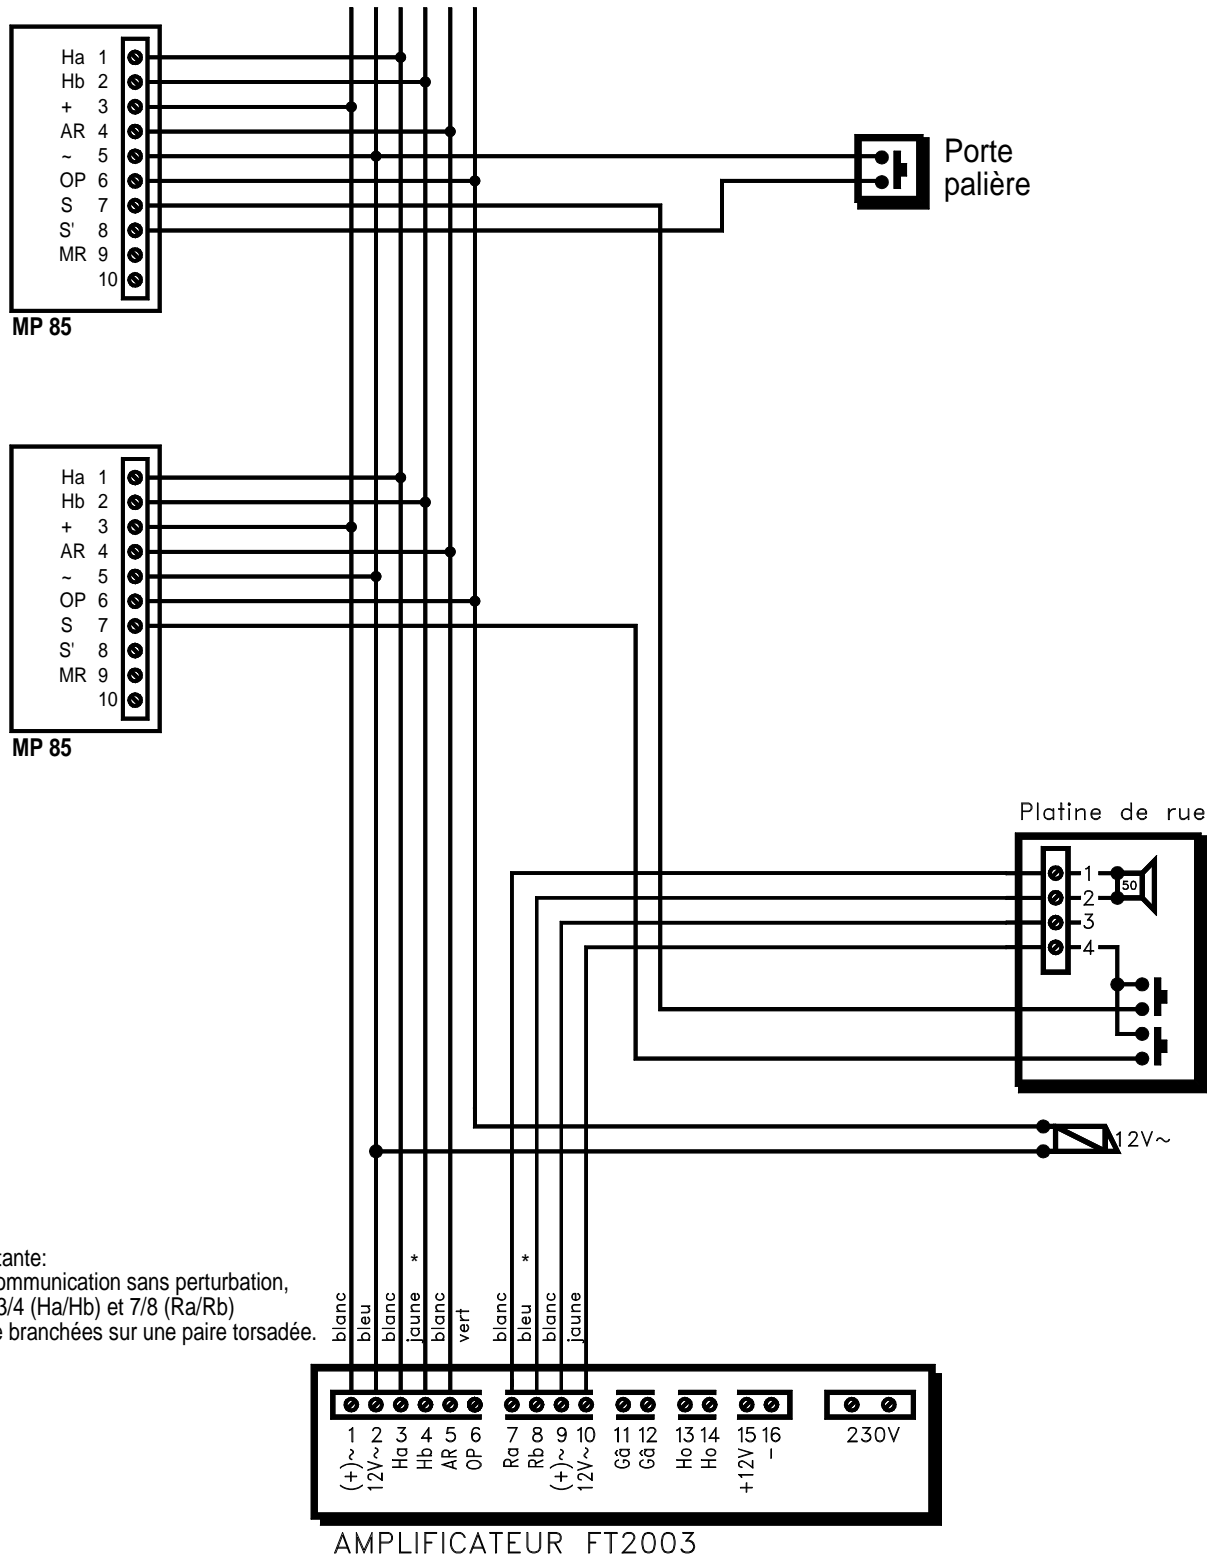 Ha 1
Hb 2
+ 3
AR 4
~ 5
OP 6
S 7
S' 8
MR 9
10
MP 85
Porte
palière
Ha 1
Hb 2
+ 3
AR 4
~ 5
OP 6
S 7
S' 8
MR 9
10
MP 85
Platine de rue
1
2
3
4
50
12V~
tante:
ommunication sans perturbation,
3/4 (Ha/Hb) et 7/8 (Ra/Rb)
e branchées sur une paire torsadée.
* *
blanc bleu blanc jaune blanc vert blanc bleu blanc jaune
1 2 3 4 5 6 7 8 9 10 11 12 13 14 15 16 230V
(+)~ 12V~ Ha Hb AR OP Ra Rb (+)~ 12V~ Gâ Gâ Ho Ho +12V -
AMPLIFICATEUR FT2003